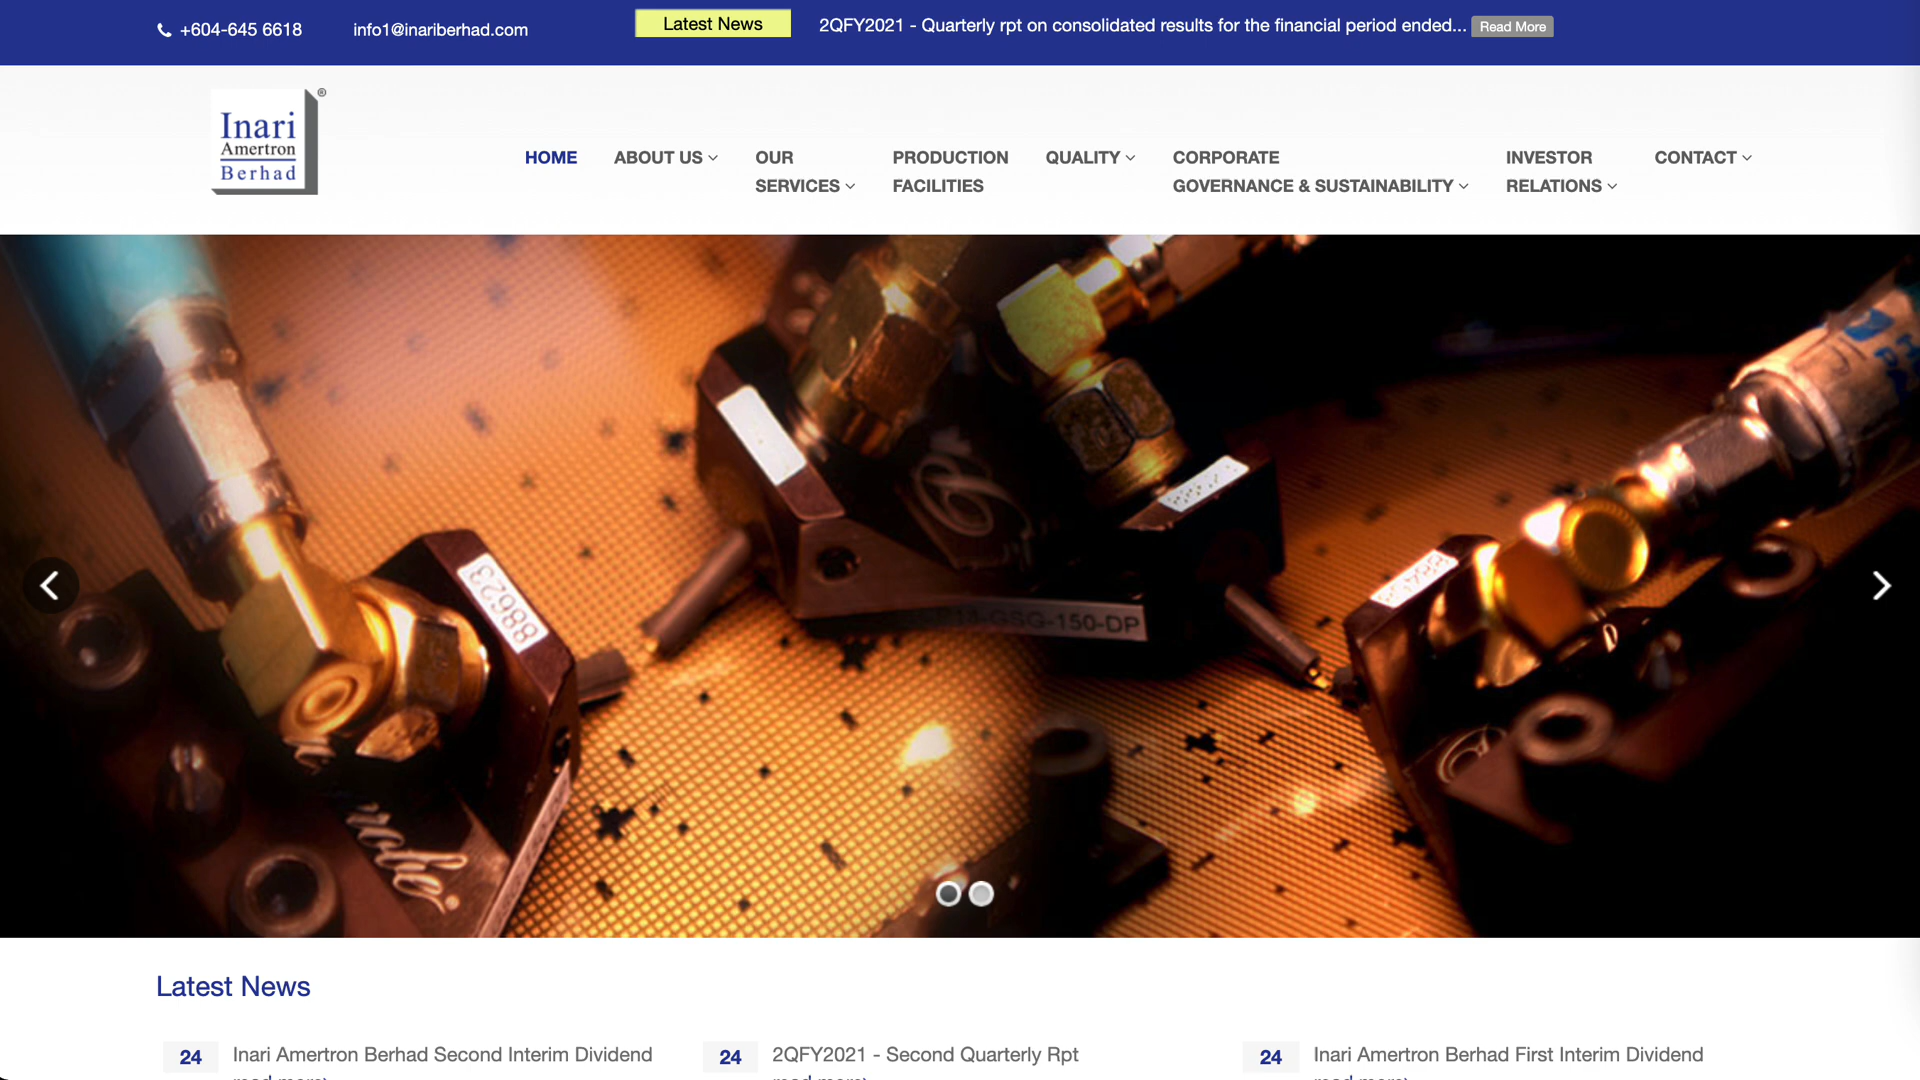 +604-645 6618
info1@inariberhad.com
Latest News
2QFY2021 - Quarterly rpt on consolidated results for the financial period ended...
Read More
Inari
Amertron
Berhad
®
HOME
ABOUT US
OUR
SERVICES
PRODUCTION
FACILITIES
QUALITY
CORPORATE
GOVERNANCE & SUSTAINABILITY
INVESTOR
RELATIONS
CONTACT
88623
-GSG-150-DP
Latest News
24
Inari Amertron Berhad Second Interim Dividend
24
2QFY2021 - Second Quarterly Rpt
24
Inari Amertron Berhad First Interim Dividend